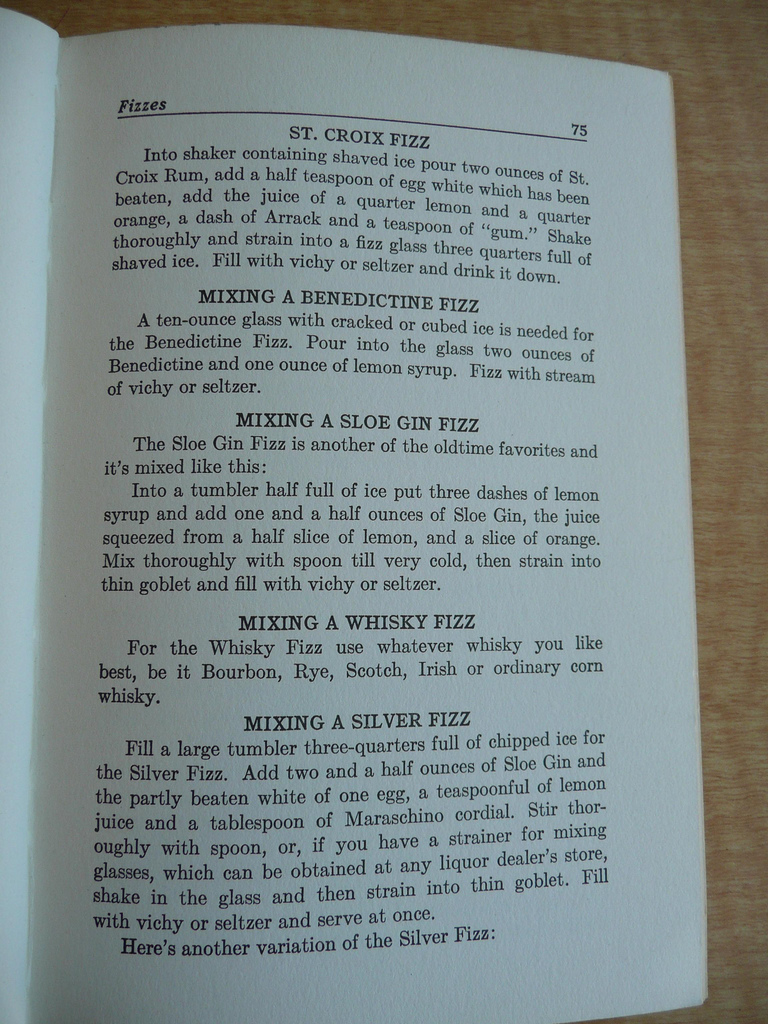 Fizzes
75
ST. CROIX FIZZ
Into shaker containing shaved ice pour two ounces of St.
Croix Rum, add a half teaspoon of egg white which has been
beaten, add the juice of a quarter lemon and a quarter
orange, a dash of Arrack and a teaspoon of "gum." Shake
thoroughly and strain into a fizz glass three quarters full of
shaved ice. Fill with vichy or seltzer and drink it down.
MIXING A BENEDICTINE FIZZ
A ten-ounce glass with cracked or cubed ice is needed for
the Benedictine Fizz. Pour into the glass two ounces of
Benedictine and one ounce of lemon syrup. Fizz with stream
of vichy or seltzer.
MIXING A SLOE GIN FIZZ
The Sloe Gin Fizz is another of the oldtime favorites and
it's mixed like this:
Into a tumbler half full of ice put three dashes of lemon
syrup and add one and a half ounces of Sloe Gin, the juice
squeezed from a half slice of lemon, and a slice of orange.
Mix thoroughly with spoon till very cold, then strain into
thin goblet and fill with vichy or seltzer.
MIXING A WHISKY FIZZ
For the Whisky Fizz use whatever whisky you like
best, be it Bourbon, Rye, Scotch, Irish or ordinary corn
whisky.
MIXING A SILVER FIZZ
Fill a large tumbler three-quarters full of chipped ice for
the Silver Fizz. Add two and a half ounces of Sloe Gin and
the partly beaten white of one egg, a teaspoonful of lemon
juice and a tablespoon of Maraschino cordial. Stir thor-
oughly with spoon, or, if you have a strainer for mixing
glasses, which can be obtained at any liquor dealer's store,
shake in the glass and then strain into thin goblet. Fill
with vichy or seltzer and serve at once.
Here's another variation of the Silver Fizz: